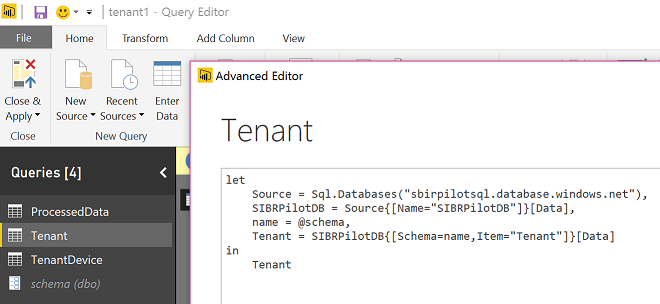 tenant1 - Query Editor
File Home Transform Add Column View
Close & Apply New Source Recent Sources Enter Data
Close New Query
Advanced Editor
Tenant
Queries [4]
ProcessedData
Tenant
TenantDevice
schema (dbo)
let
Source = Sql.Databases("sbirpilotsql.database.windows.net"),
SIBRPilotDB = Source{[Name="SIBRPilotDB"]}[Data],
name = @schema,
Tenant = SIBRPilotDB{[Schema=name,Item="Tenant"]}[Data]
in
Tenant